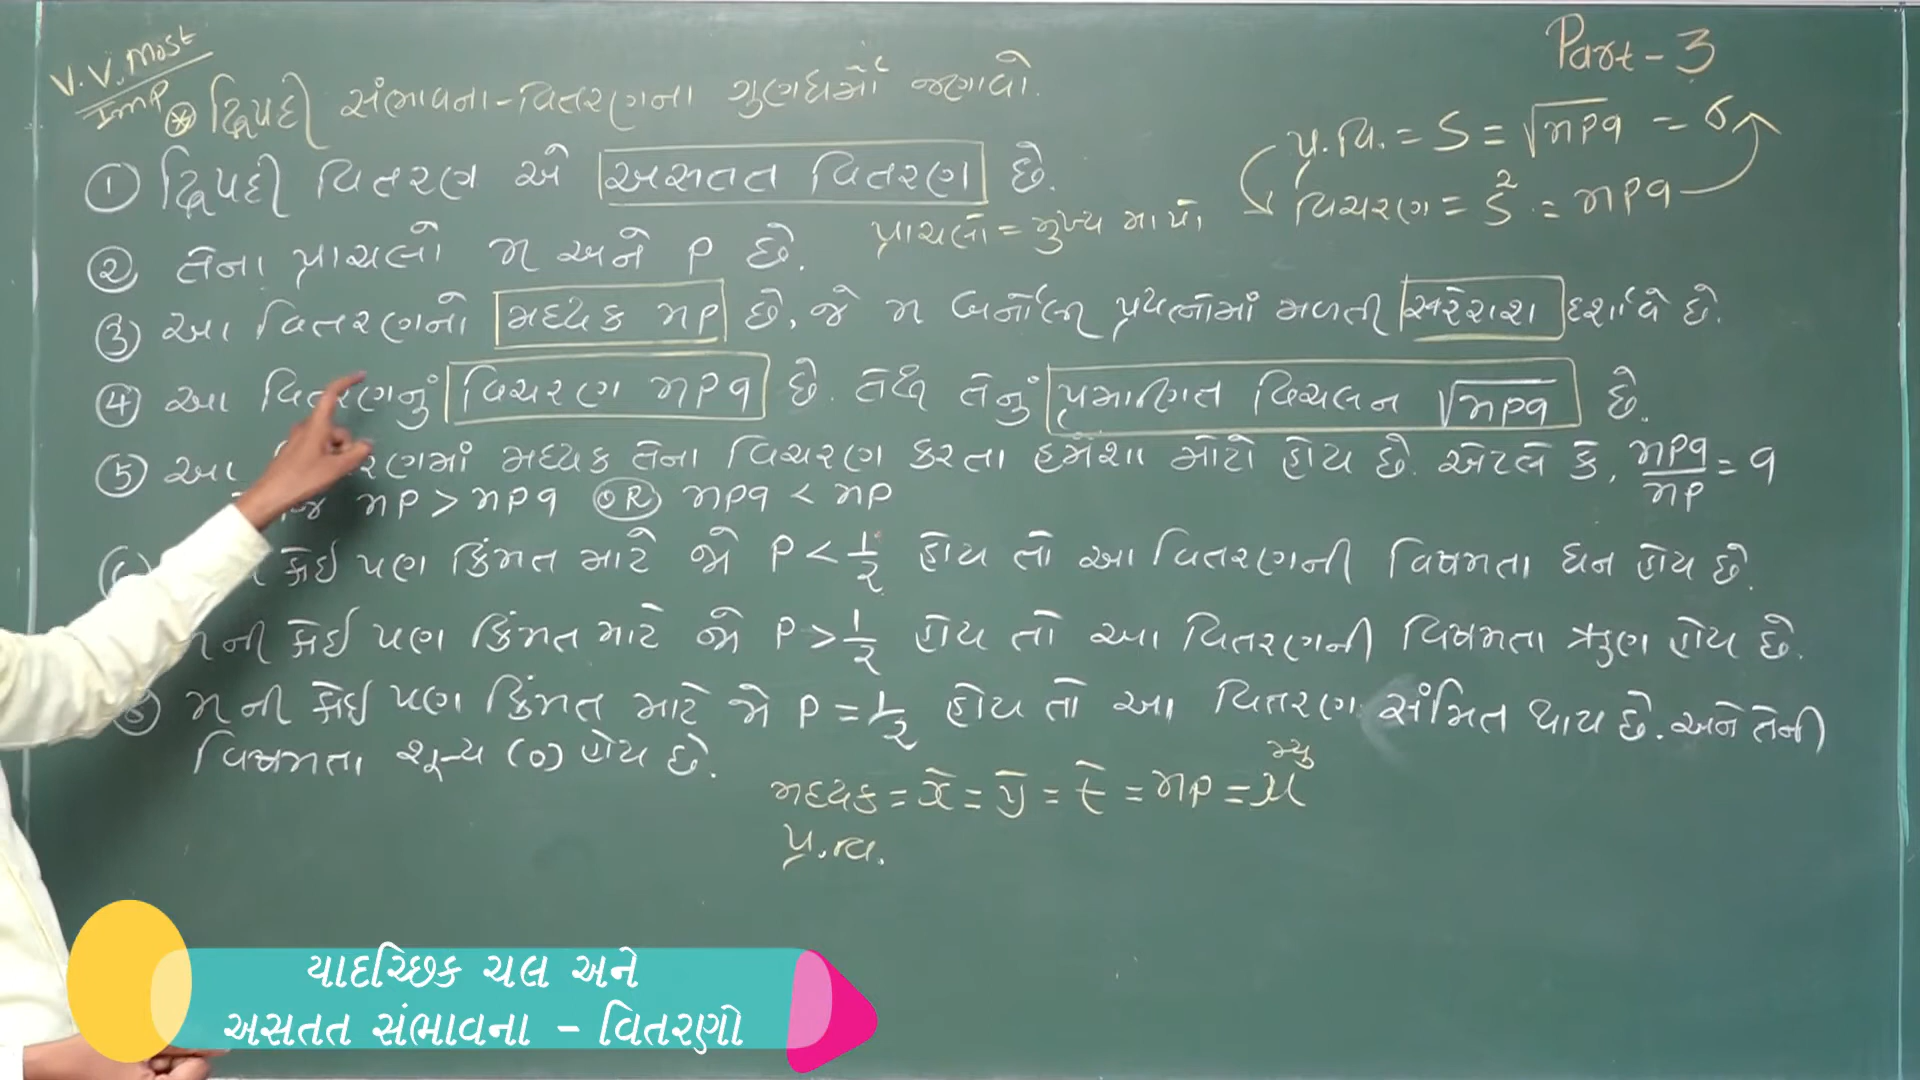 V.V. Most
Imp
Part-3
* દ્વિપદી સંભાવના-વિતરણના ગુણધર્મો જણાવો.
પ્ર.વિ. = S = √npq = σ
વિચરણ = S² = npq
① દ્વિપદી વિતરણ એ અસતત વિતરણ છે.
પ્રાચલો = મુખ્ય માપો
② તેના પ્રાચલો n અને P છે.
③ આ વિતરણનો મધ્યક np છે, જે n બર્નોલી પ્રયત્નોમાં મળતી સરેરાશ દર્શાવે છે.
④ આ વિતરણનું વિચરણ npq છે. તથા તેનું પ્રમાણિત વિચલન √npq છે.
⑤ આ રણમાં મધ્યક તેના વિચરણ કરતા હંમેશા મોટો હોય છે. એટલે કે, npq/np = q
np > npq OR npq < np
કોઈ પણ કિંમત માટે જો P < 1/2 હોય તો આ વિતરણની વિષમતા ધન હોય છે.
n ની કોઈ પણ કિંમત માટે જો P > 1/2 હોય તો આ વિતરણની વિષમતા ઋણ હોય છે.
⑧ n ની કોઈ પણ કિંમત માટે જો P = 1/2 હોય તો આ વિતરણ સંમિત થાય છે. અને તેની
વિષમતા શૂન્ય (0) હોય છે.
મ્યુ
મધ્યક = x̄ = ȳ = t̄ = np = μ
પ્ર.વિ.
યાદચ્છિક ચલ અને
અસતત સંભાવના - વિતરણો